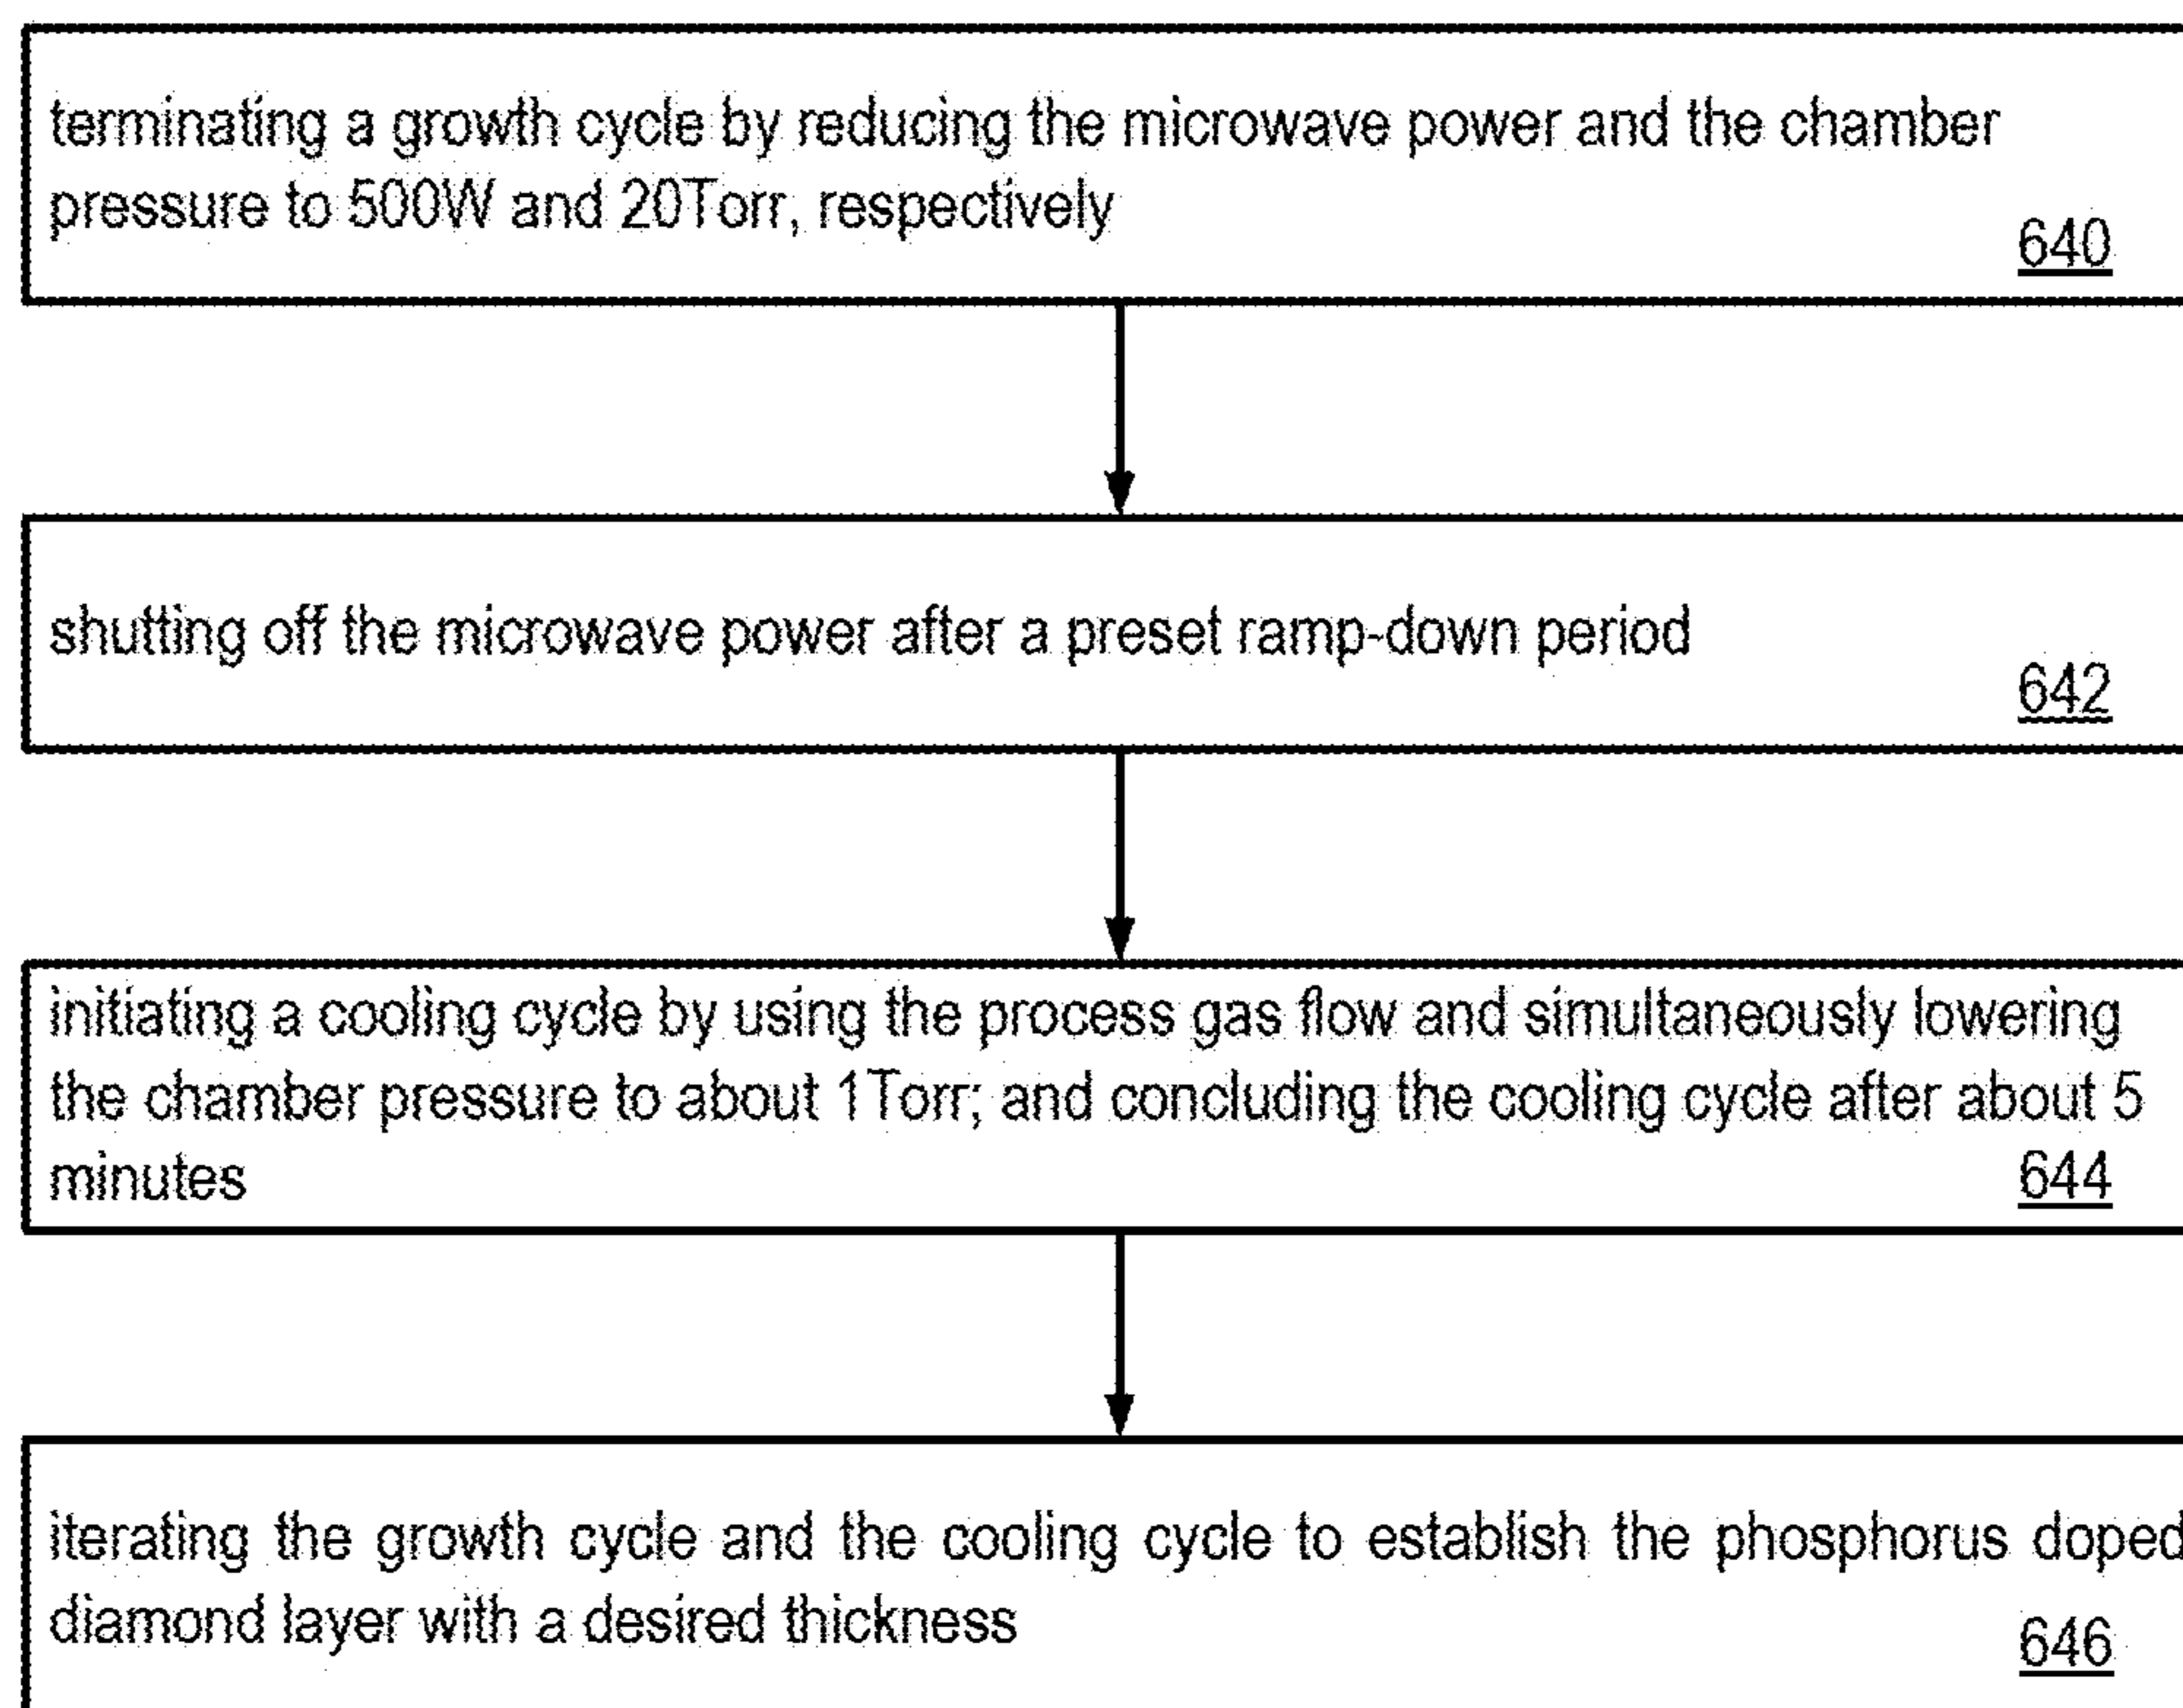 terminating a growth cycle by reducing the microwave power and the chamber
pressure to 500W and 20Torr, respectively
640
shutting off the microwave power after a preset ramp-down period
642
initiating a cooling cycle by using the process gas flow and simultaneously lowering
the chamber pressure to about 1Torr; and concluding the cooling cycle after about 5
minutes
644
iterating the growth cycle and the cooling cycle to establish the phosphorus doped
diamond layer with a desired thickness
646